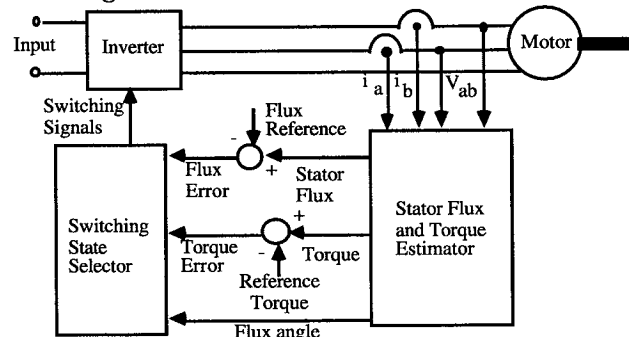 Input
Inverter
Motor
i a i b
V ab
Switching
Signals
Flux
Reference
-
+
Flux
Error
Stator
Flux
+
Switching
State
Selector
Torque
Error
-
Torque
Reference
Torque
Stator Flux
and Torque
Estimator
Flux angle